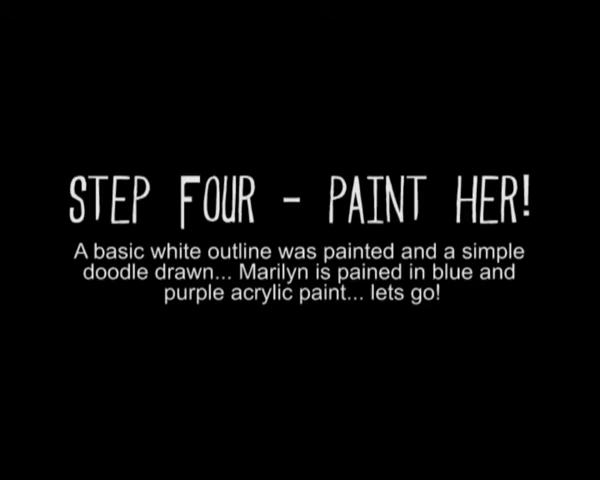 STEP FOUR - PAINT HER!
A basic white outline was painted and a simple
doodle drawn... Marilyn is pained in blue and
purple acrylic paint... lets go!